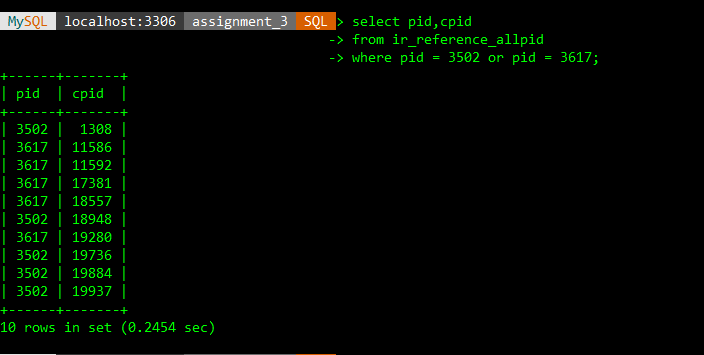 MySQL localhost:3306 assignment_3 SQL > select pid,cpid
-> from ir_reference_allpid
-> where pid = 3502 or pid = 3617;
+------+-------+
| pid  | cpid  |
+------+-------+
| 3502 |  1308 |
| 3617 | 11586 |
| 3617 | 11592 |
| 3617 | 17381 |
| 3617 | 18557 |
| 3502 | 18948 |
| 3617 | 19280 |
| 3502 | 19736 |
| 3502 | 19884 |
| 3502 | 19937 |
+------+-------+
10 rows in set (0.2454 sec)